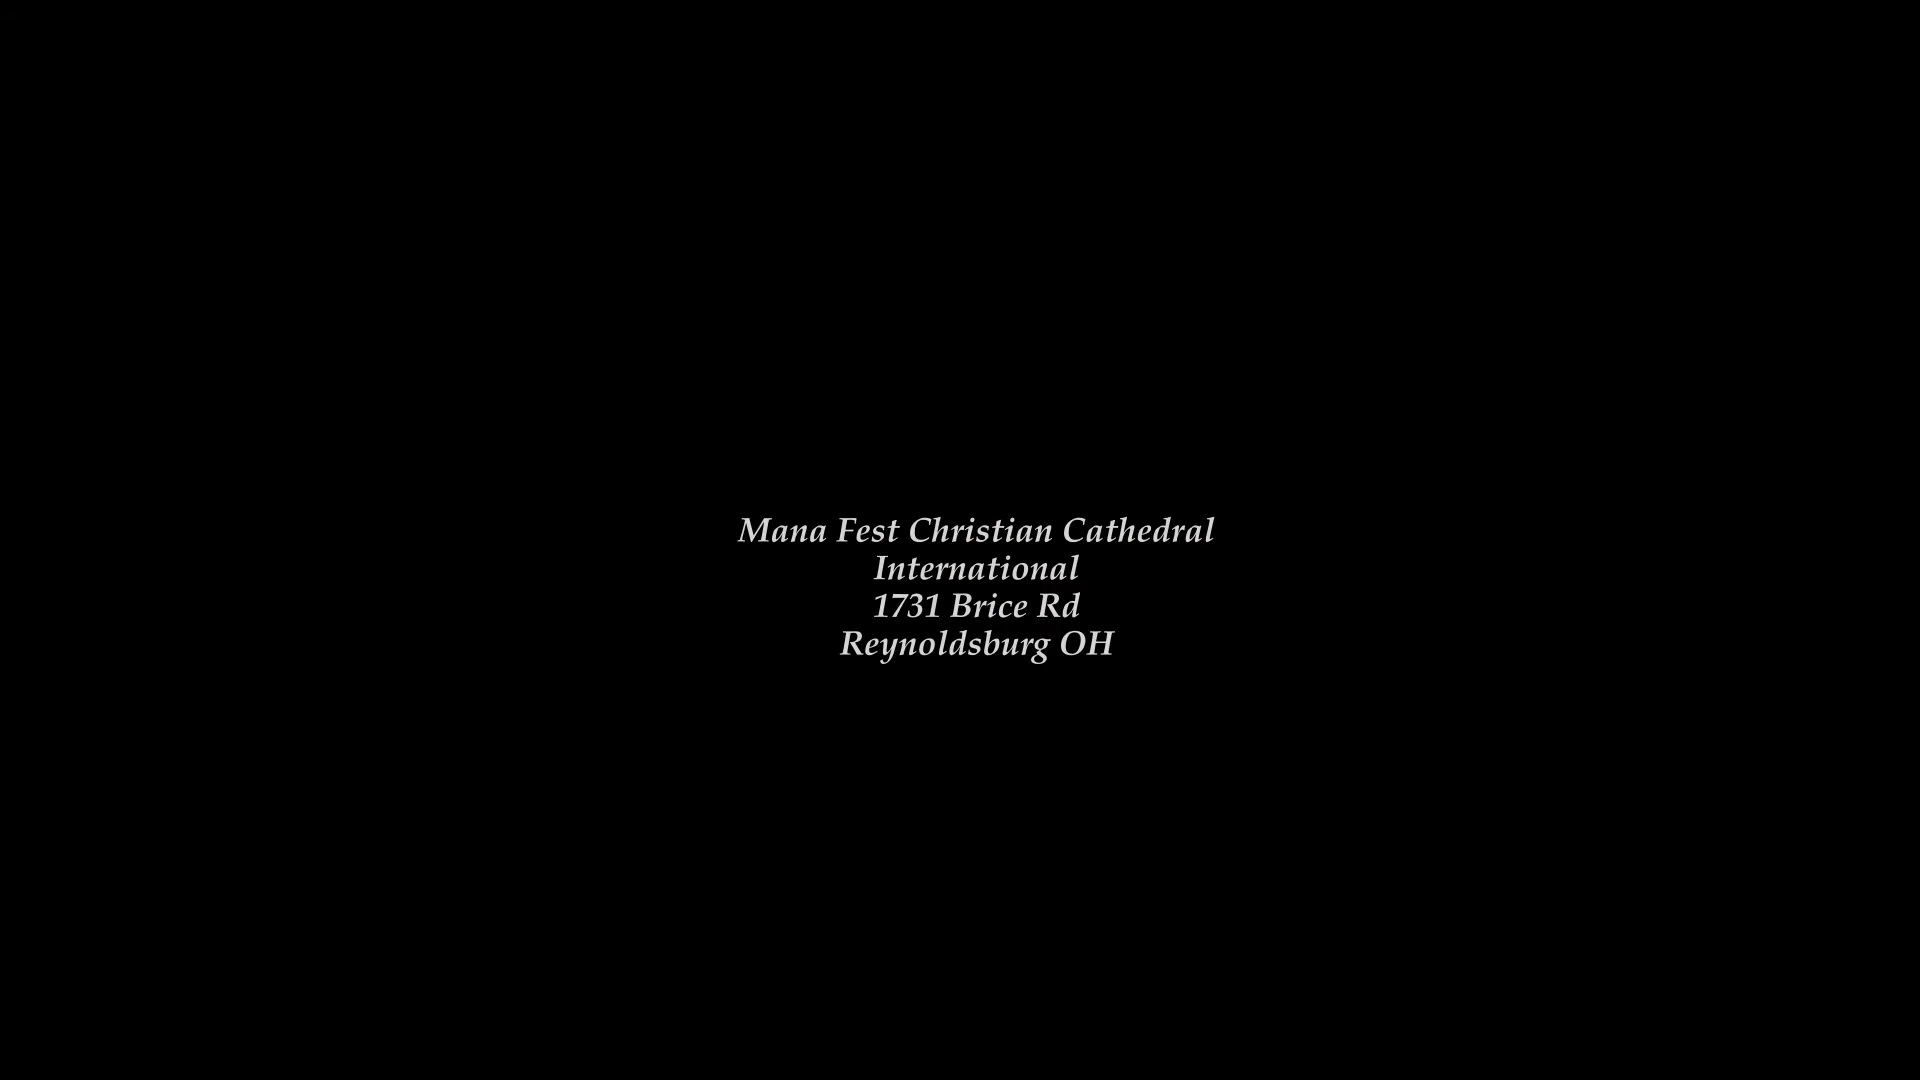 Mana Fest Christian Cathedral
International
1731 Brice Rd
Reynoldsburg OH